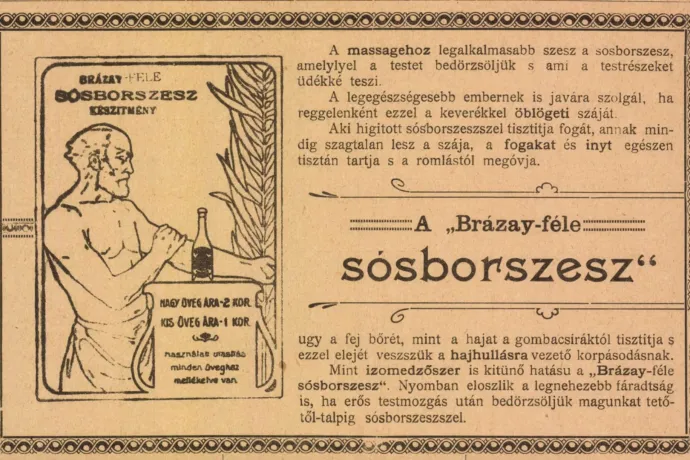 BRÁZAY-FÉLE
SÓSBORSZESZ
KÉSZITMÉNY
NAGY ÜVEG ÁRA-2 KOR.
KIS ÜVEG ÁRA-1 KOR.
használati utasitás
minden üveghez
mellékelve van.
A massagehoz legalkalmasabb szesz a sosborszesz,
amelylyel a testet bedörzsöljük s ami a testrészeket
üdékké teszi.
A legegészségesebb embernek is javára szolgál, ha
reggelenként ezzel a keverékkel öblögeti száját.
Aki higitott sósborszeszszel tisztitja fogát, annak min-
dig szagtalan lesz a szája, a fogakat és inyt egészen
tisztán tartja s a romlástól megóvja.
A „Brázay-féle
sósborszesz“
ugy a fej bőrét, mint a hajat a gombacsiráktól tisztitja s
ezzel elejét veszszük a hajhullásra vezető korpásodásnak.
Mint izomedzőszer is kitünő hatásu a „Brázay-féle
sósborszesz“. Nyomban eloszlik a legnehezebb fáradtság
is, ha erős testmozgás után bedörzsöljük magunkat tető-
től-talpig sósborszeszszel.